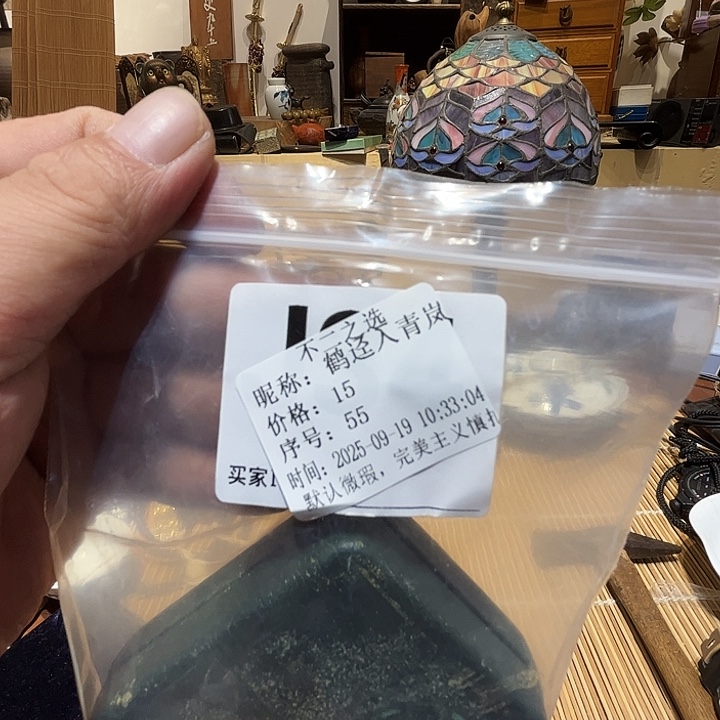 不二之选
昵称：鹤迳入青岚
价格：15
序号：55
时间：2025-09-19 10:33:04
默认微瑕，完美主义慎拍
买家